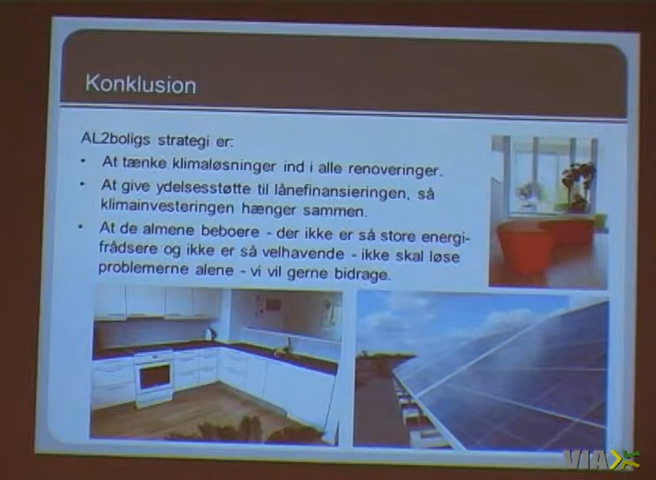 Konklusion
AL2boligs strategi er:
• At tænke klimaløsninger ind i alle renoveringer.
• At give ydelsesstøtte til lånefinansieringen, så
klimainvesteringen hænger sammen.
• At de almene beboere - der ikke er så store energi-
frådsere og ikke er så velhavende - ikke skal løse
problemerne alene - vi vil gerne bidrage.
VIA